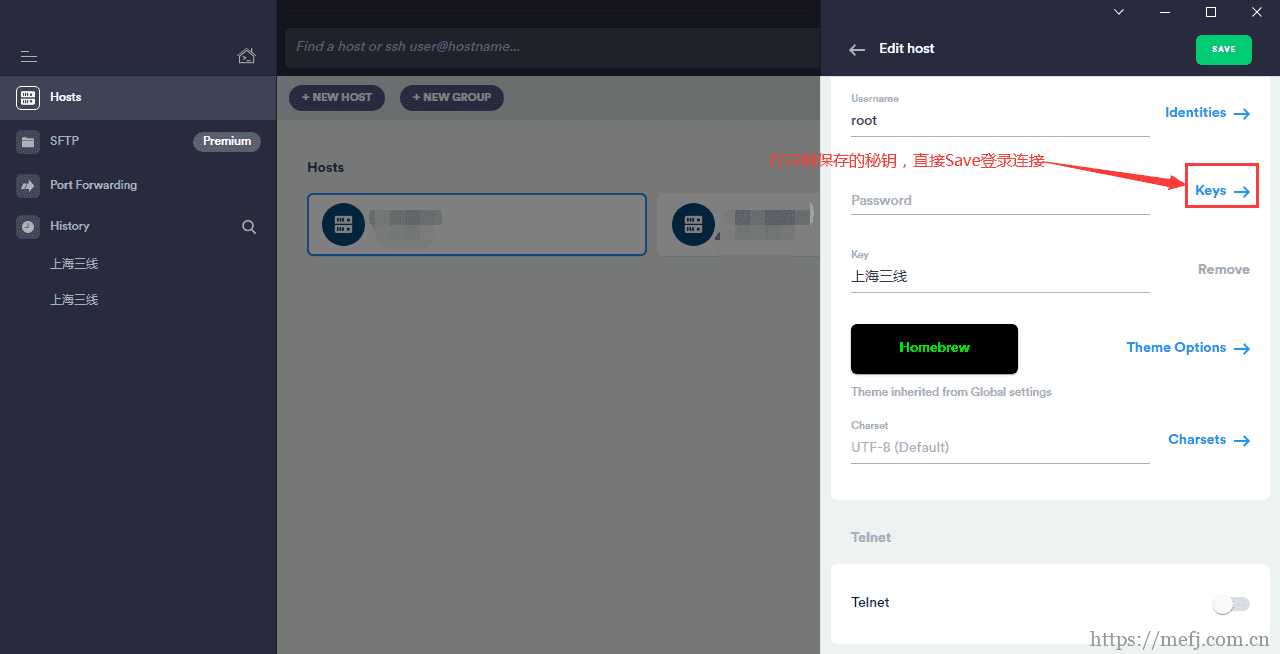 Find a host or ssh user@hostname...
Edit host
SAVE
Hosts
SFTP
Premium
Port Forwarding
History
上海三线
上海三线
+ NEW HOST
+ NEW GROUP
Hosts
Username
root
Identities
保存的秘钥，直接Save登录连接
Password
Keys
Key
上海三线
Remove
Homebrew
Theme Options
Theme inherited from Global settings
Charset
UTF-8 (Default)
Charsets
Telnet
Telnet
https://mefj.com.cn